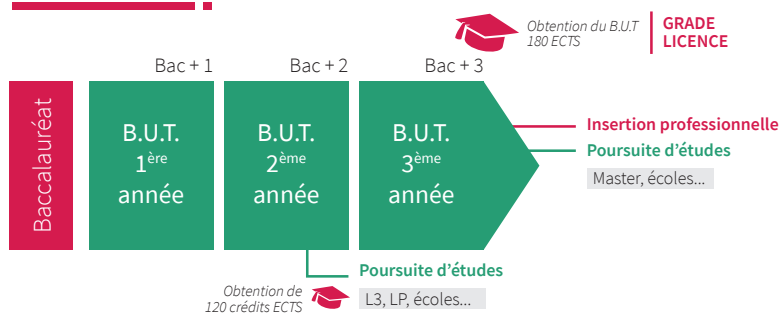 Obtention du B.U.T
180 ECTS
GRADE
LICENCE
Bac + 1
Bac + 2
Bac + 3
Baccalauréat
B.U.T.
1ère
année
B.U.T.
2ème
année
B.U.T.
3ème
année
Insertion professionnelle
Poursuite d’études
Master, écoles...
Poursuite d’études
L3, LP, écoles...
Obtention de
120 crédits ECTS